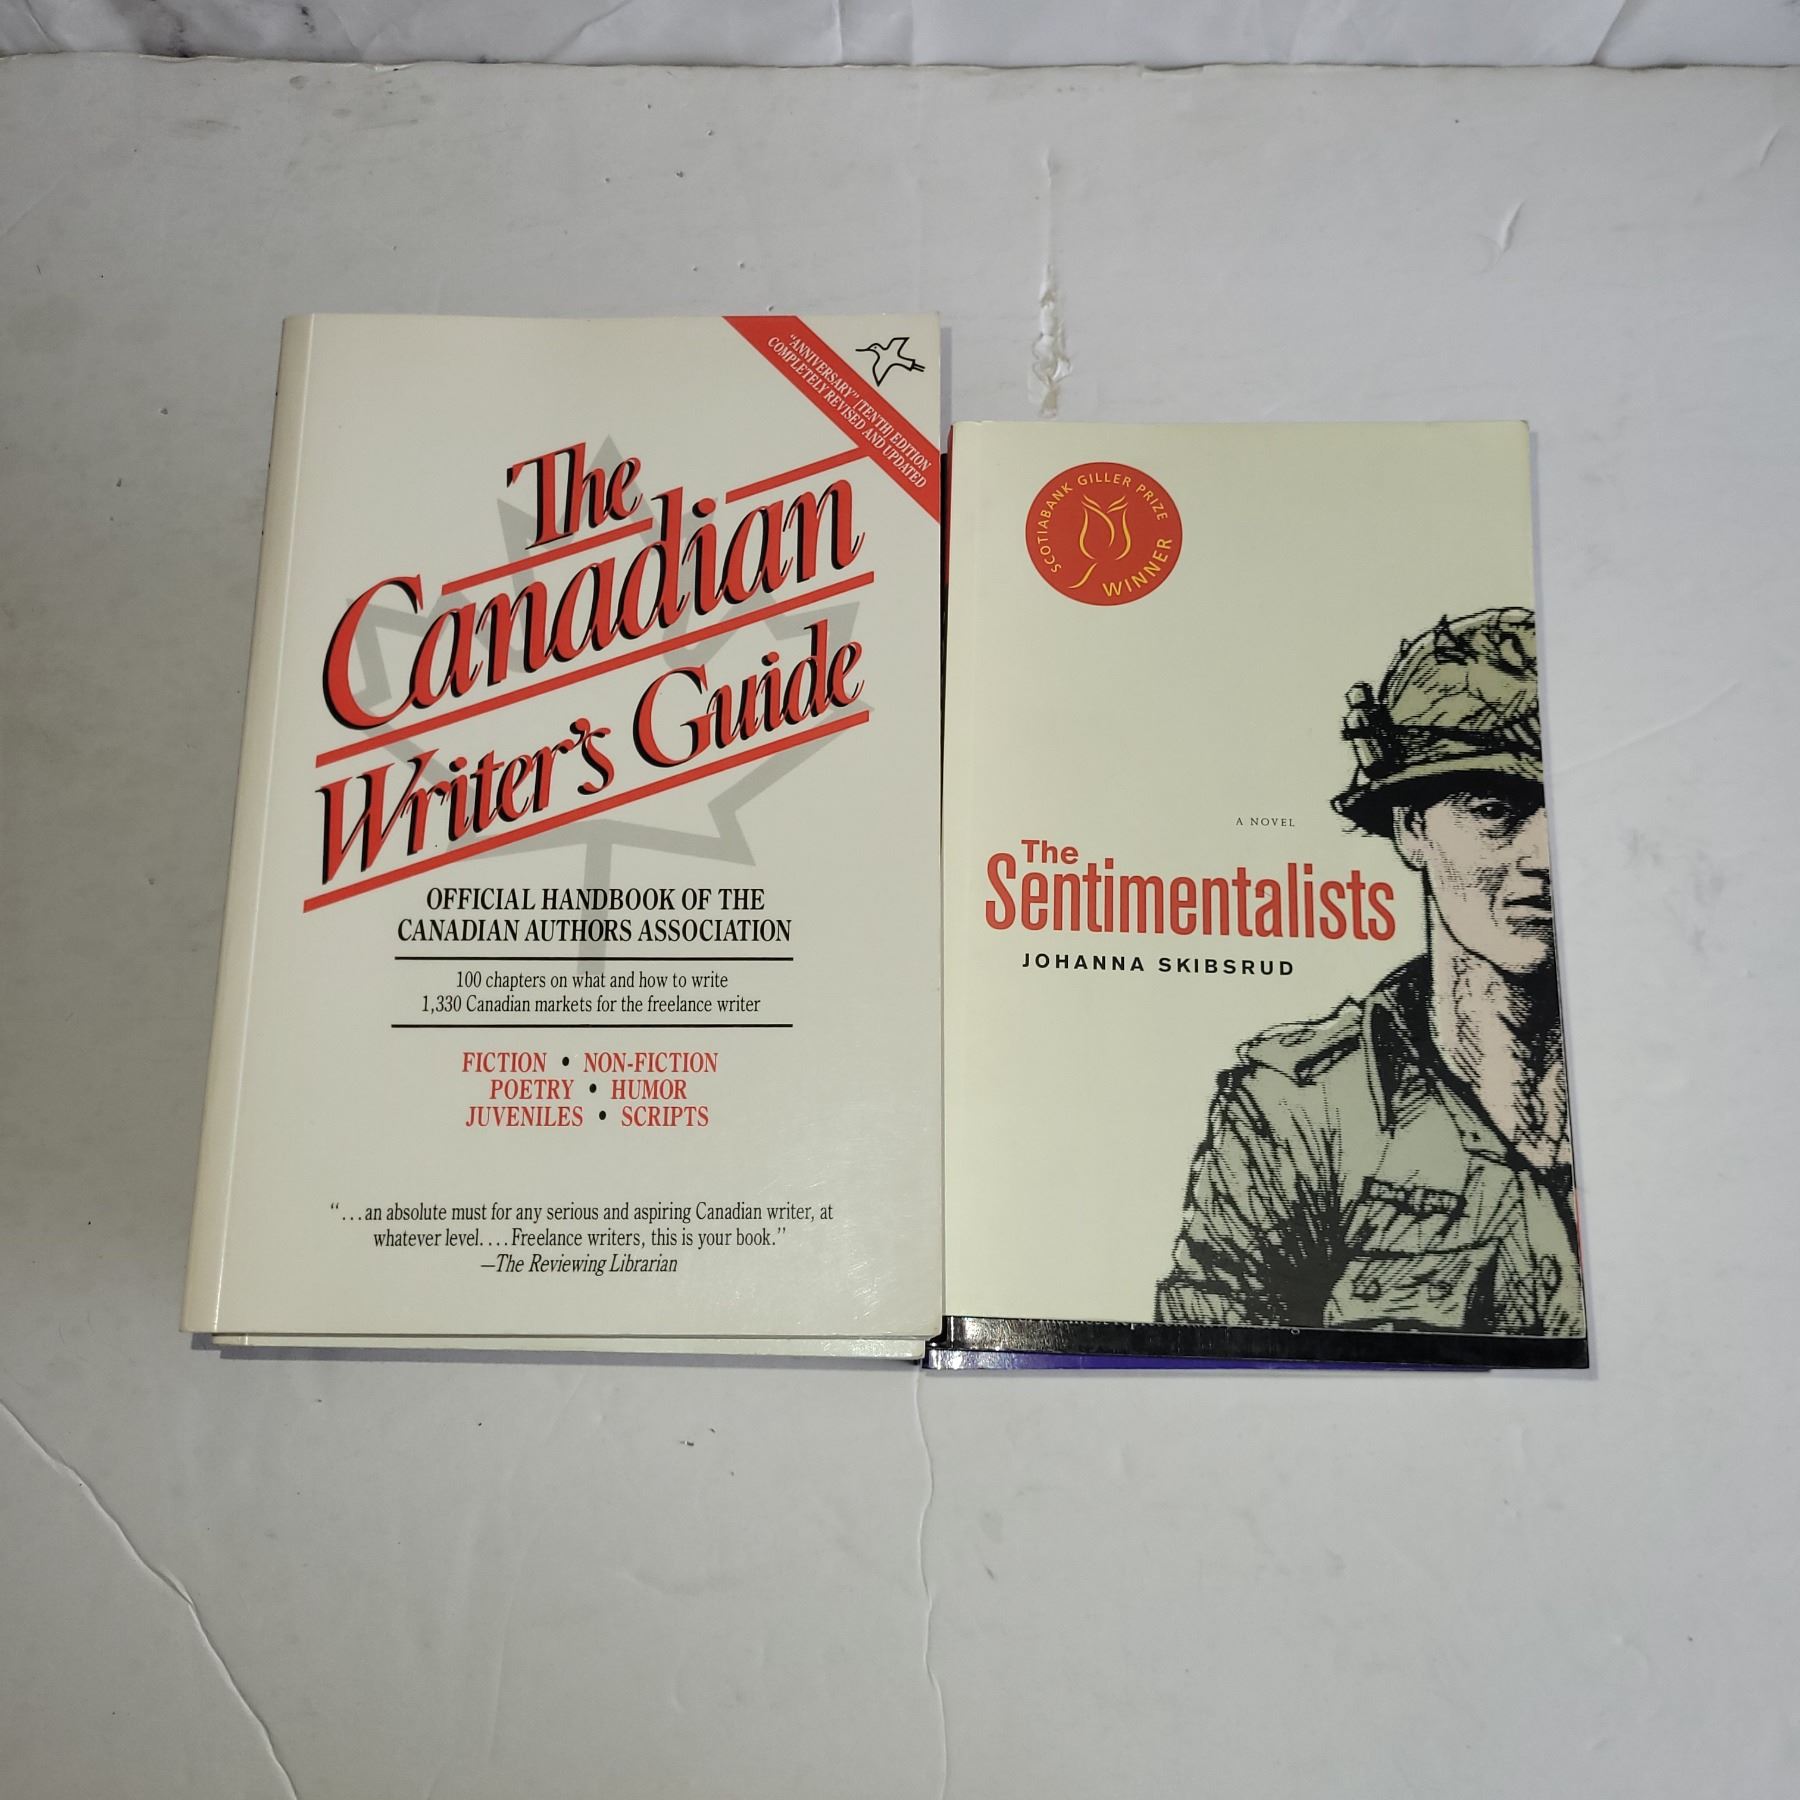 "ANNIVERSARY" [TENTH] EDITION
COMPLETELY REVISED AND UPDATED
The
Canadian
Writer's Guide
OFFICIAL HANDBOOK OF THE
CANADIAN AUTHORS ASSOCIATION
100 chapters on what and how to write
1,330 Canadian markets for the freelance writer
FICTION • NON-FICTION
POETRY • HUMOR
JUVENILES • SCRIPTS
"...an absolute must for any serious and aspiring Canadian writer, at
whatever level.... Freelance writers, this is your book."
—The Reviewing Librarian
SCOTIABANK GILLER PRIZE
WINNER
A NOVEL
The
Sentimentalists
JOHANNA SKIBSRUD